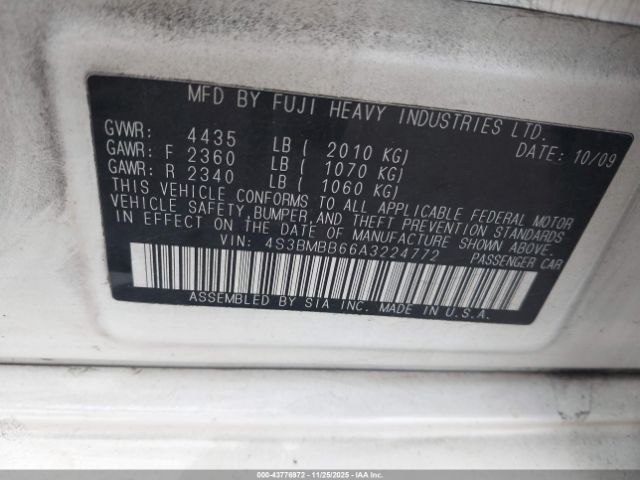 MFD BY FUJI HEAVY INDUSTRIES LTD.
GVWR: 4435 LB ( 2010 KG) DATE: 10/09
GAWR: F 2360 LB ( 1070 KG)
GAWR: R 2340 LB ( 1060 KG)
THIS VEHICLE CONFORMS TO ALL APPLICABLE FEDERAL MOTOR
VEHICLE SAFETY, BUMPER, AND THEFT PREVENTION STANDARDS
IN EFFECT ON THE DATE OF MANUFACTURE SHOWN ABOVE.
VIN: 4S3BMBB66A3224772 PASSENGER CAR
ASSEMBLED BY SIA INC. MADE IN U.S.A.
000-43776972 - 11/25/2025 - IAAI.com